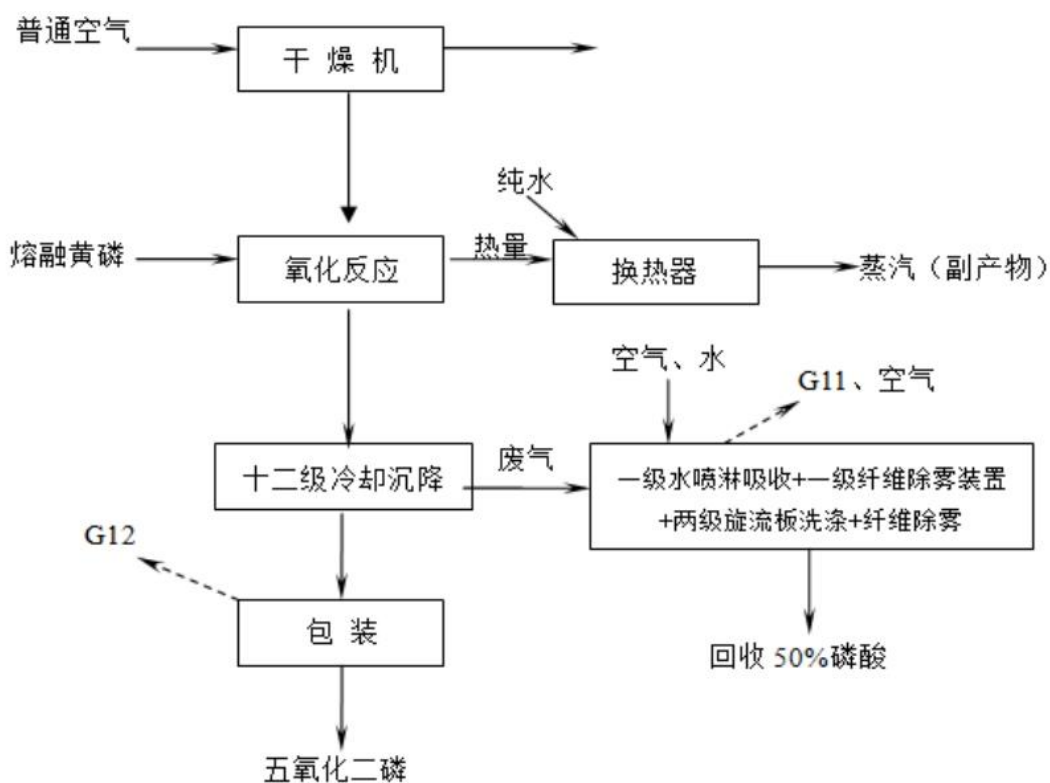 普通空气
干 燥 机
纯水
熔融黄磷
氧化反应
热量
换热器
蒸汽（副产物）
空气、水
G11、空气
十二级冷却沉降
废气
一级水喷淋吸收+一级纤维除雾装置
+两级旋流板洗涤+纤维除雾
G12
包 装
回收 50%磷酸
五氧化二磷